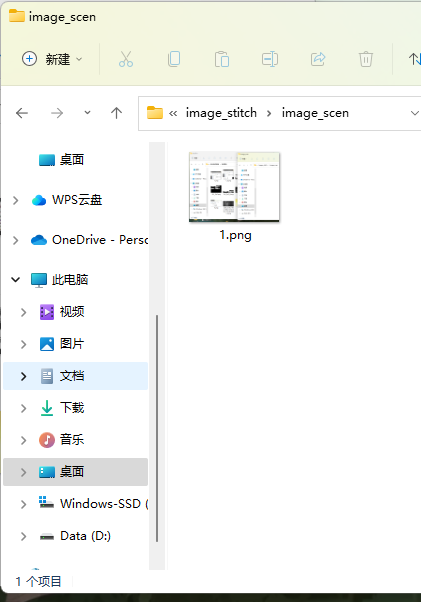 image_scen
新建
image_stitch
image_scen
桌面
WPS云盘
OneDrive - Perso
此电脑
视频
图片
文档
下载
音乐
桌面
Windows-SSD (
Data (D:)
1.png
1 个项目